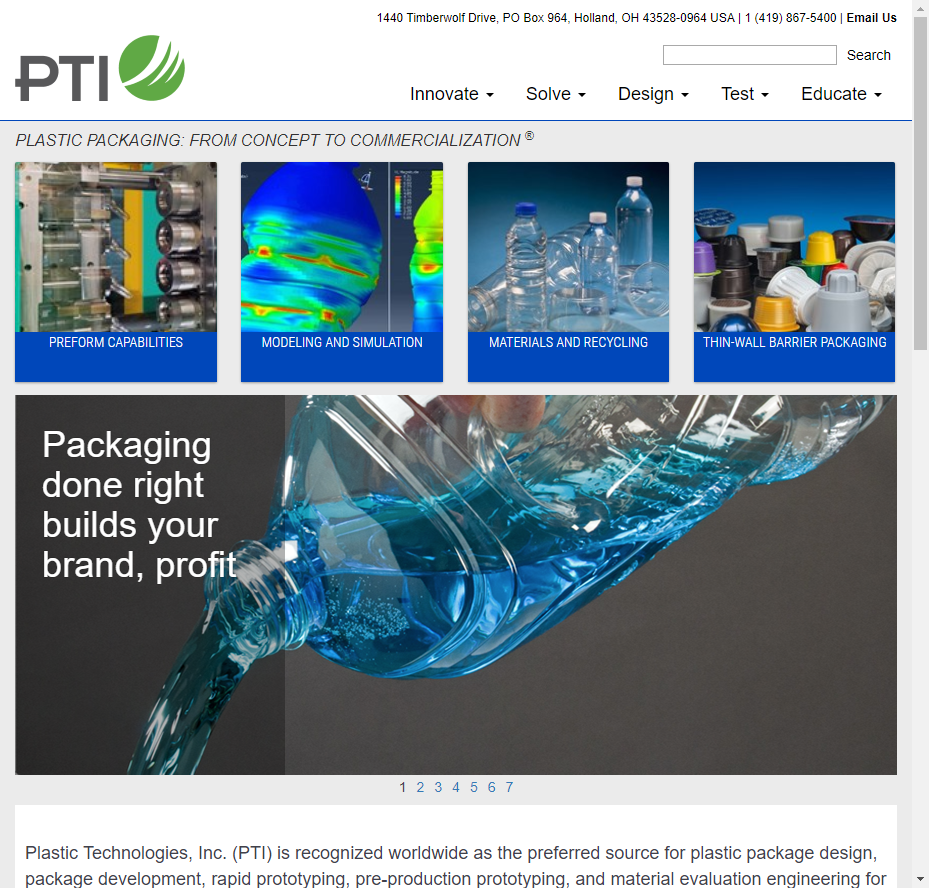 1440 Timberwolf Drive, PO Box 964, Holland, OH 43528-0964 USA | 1 (419) 867-5400 | Email Us
Search
PTI
Innovate Solve Design Test Educate
PLASTIC PACKAGING: FROM CONCEPT TO COMMERCIALIZATION ®
PREFORM CAPABILITIES
MODELING AND SIMULATION
MATERIALS AND RECYCLING
THIN-WALL BARRIER PACKAGING
Packaging
done right
builds your
brand, profit
1 2 3 4 5 6 7
Plastic Technologies, Inc. (PTI) is recognized worldwide as the preferred source for plastic package design,
package development, rapid prototyping, pre-production prototyping, and material evaluation engineering for